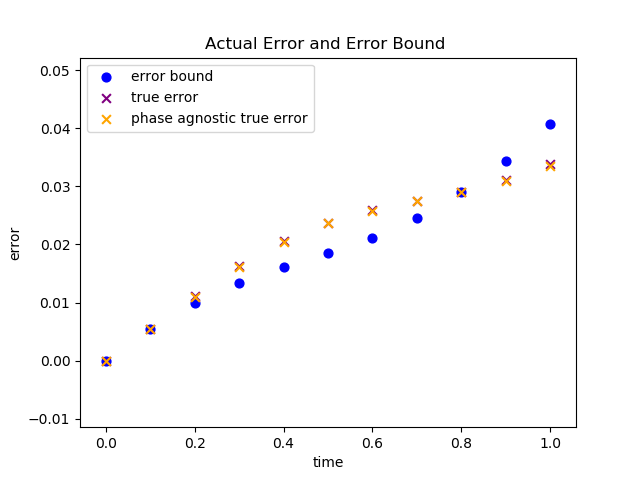 Actual Error and Error Bound
error bound
true error
phase agnostic true error
error
0.05
0.04
0.03
0.02
0.01
0.00
−0.01
0.0 0.2 0.4 0.6 0.8 1.0
time